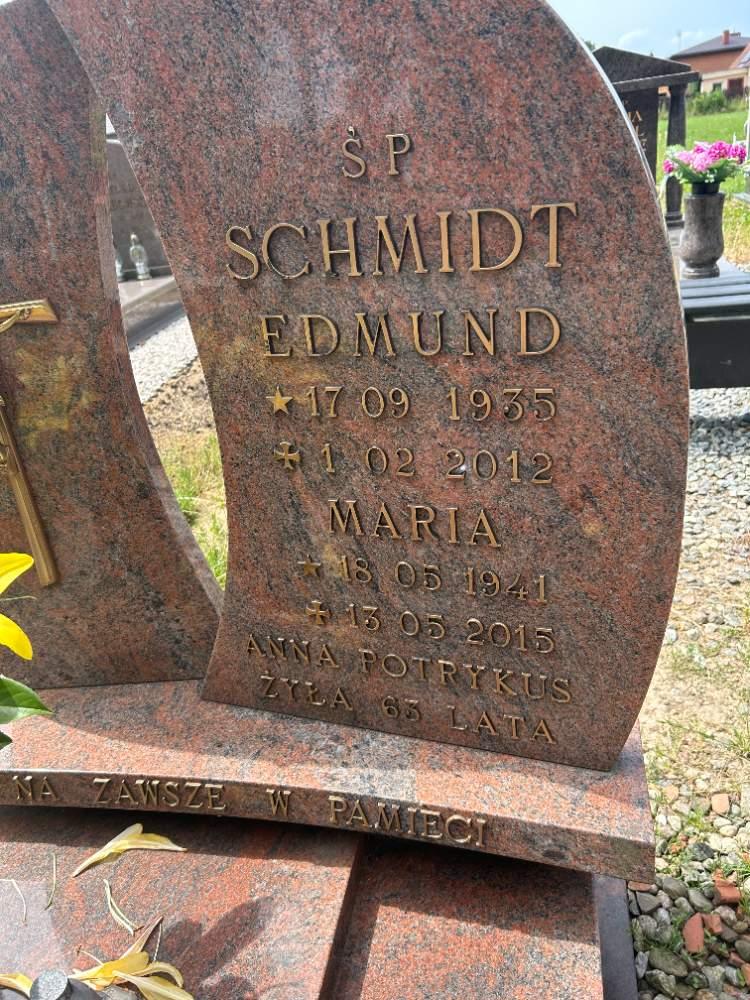 ŚP
SCHMIDT
EDMUND
17 09 1935
1 02 2012
MARIA
18 05 1941
13 05 2015
ANNA POTRYKUS
ŻYŁA 63 LATA
NA ZAWSZE W PAMIĘCI